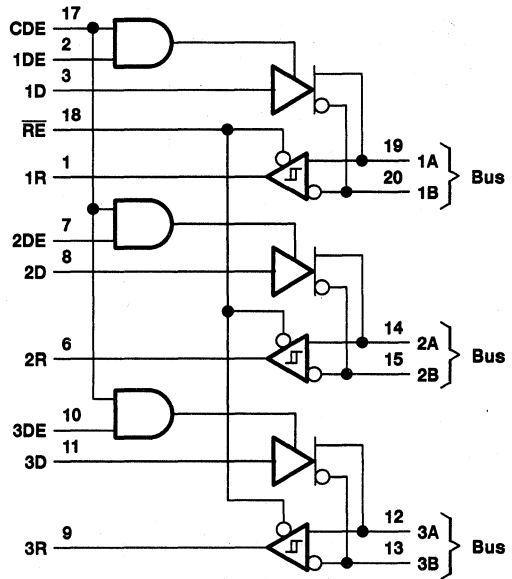 CDE 17
1DE 2
1D 3
RE 18
1R 1
19 1A
20 1B
Bus
2DE 7
2D 8
2R 6
14 2A
15 2B
Bus
3DE 10
3D 11
3R 9
12 3A
13 3B
Bus